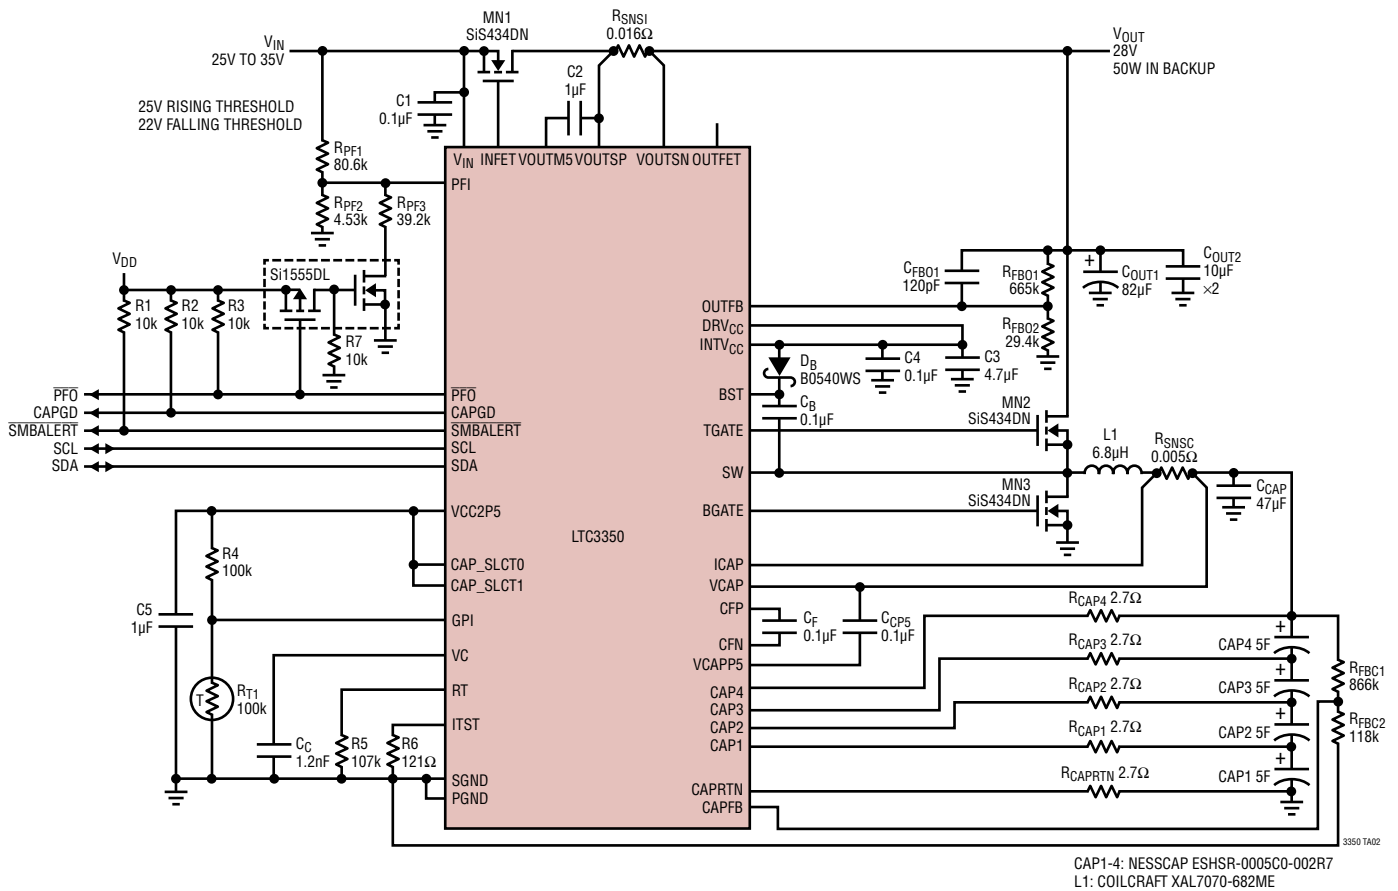 MN1
SiS434DN
RSNSI
0.016Ω
VIN
25V TO 35V
VOUT
28V
50W IN BACKUP
C2
1µF
C1
0.1µF
25V RISING THRESHOLD
22V FALLING THRESHOLD
RPF1
80.6k
VIN INFET VOUTM5 VOUTSP VOUTSN OUTFET
PFI
RPF2
4.53k
RPF3
39.2k
VDD
Si1555DL
R1
10k
R2
10k
R3
10k
R7
10k
CFBO1
120pF
RFBO1
665k
COUT1
82µF
COUT2
10µF
×2
OUTFB
DRVCC
INTVCC
RFBO2
29.4k
DB
B0540WS
C4
0.1µF
C3
4.7µF
PFO
PFO
BST
CB
0.1µF
MN2
SiS434DN
CAPGD
CAPGD
SMBALERT
SMBALERT
TGATE
SCL
SCL
SDA
SDA
SW
L1
6.8µH
RSNSC
0.005Ω
CCAP
47µF
MN3
SiS434DN
VCC2P5
BGATE
LTC3350
R4
100k
CAP_SLCT0
CAP_SLCT1
ICAP
VCAP
C5
1µF
GPI
CFP
CF
0.1µF
CCP5
0.1µF
CFN
VCAPP5
RCAP4 2.7Ω
CAP4 5F
RCAP3 2.7Ω
CAP3 5F
RCAP2 2.7Ω
CAP2 5F
RCAP1 2.7Ω
CAP1 5F
RCAPRTN 2.7Ω
RFBC1
866k
RFBC2
118k
VC
T
RT1
100k
RT
CAP4
CAP3
CAP2
CAP1
ITST
CC
1.2nF
R5
107k
R6
121Ω
SGND
PGND
CAPRTN
CAPFB
3350 TA02
CAP1-4: NESSCAP ESHSR-0005C0-002R7
L1: COILCRAFT XAL7070-682ME
+
+
+
+
+